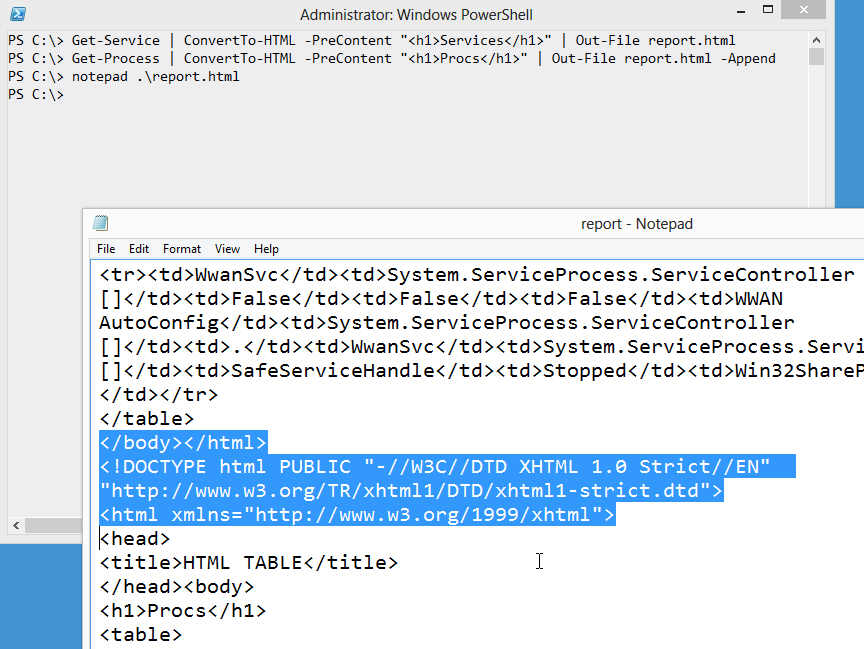 Administrator: Windows PowerShell
PS C:\> Get-Service | ConvertTo-HTML -PreContent "<h1>Services</h1>" | Out-File report.html
PS C:\> Get-Process | ConvertTo-HTML -PreContent "<h1>Procs</h1>" | Out-File report.html -Append
PS C:\> notepad .\report.html
PS C:\>
report - Notepad
File Edit Format View Help
<tr><td>WwanSvc</td><td>System.ServiceProcess.ServiceController
[]</td><td>False</td><td>False</td><td>False</td><td>WWAN
AutoConfig</td><td>System.ServiceProcess.ServiceController
[]</td><td>.</td><td>WwanSvc</td><td>System.ServiceProcess.Servi
[]</td><td>SafeServiceHandle</td><td>Stopped</td><td>Win32ShareP
</td></tr>
</table>
</body></html>
<!DOCTYPE html PUBLIC "-//W3C//DTD XHTML 1.0 Strict//EN"
"http://www.w3.org/TR/xhtml1/DTD/xhtml1-strict.dtd">
<html xmlns="http://www.w3.org/1999/xhtml">
<head>
<title>HTML TABLE</title>
</head><body>
<h1>Procs</h1>
<table>